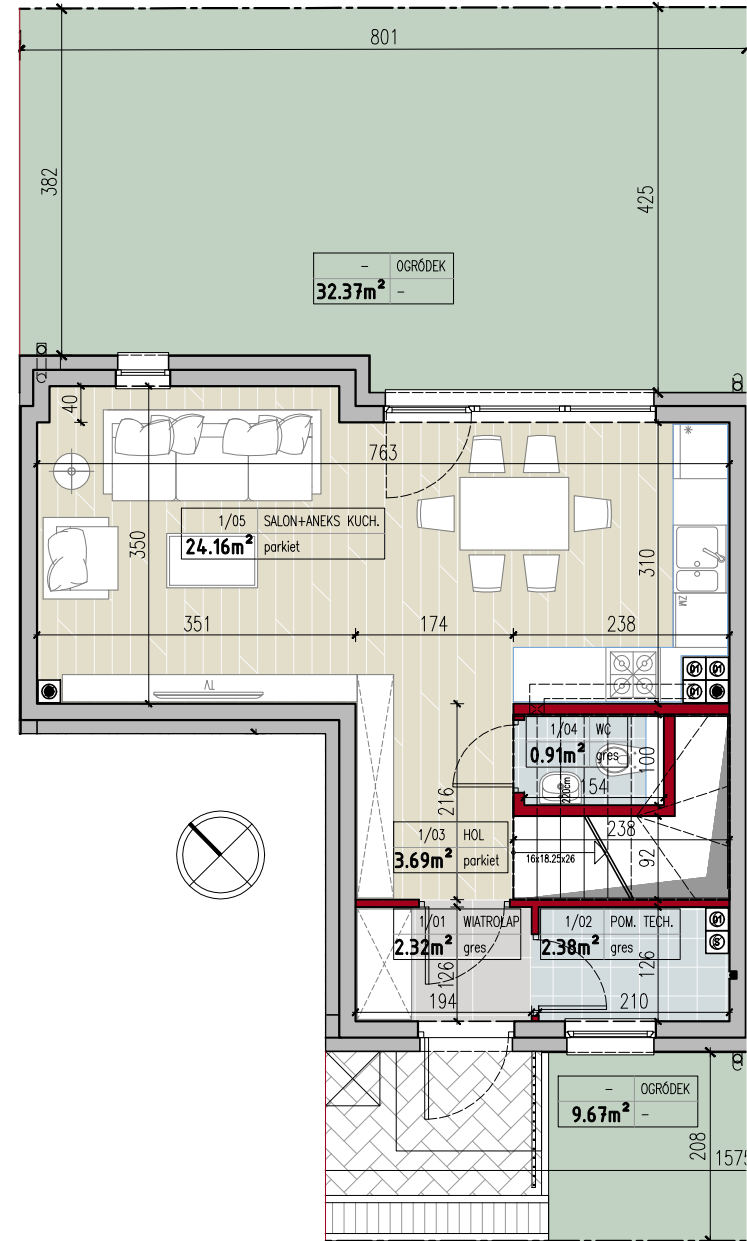 801
382
425
- OGRÓDEK
32.37m² -
40
763
1/05 SALON+ANEKS KUCH.
24.16m² parkiet
350
310
ZM
351 174 238
TV
1/04 WC
0.91m² gres
100
154
220cm
216
238
1/03 HOL
3.69m² parkiet
16x18.25x26
92
1/01 WIATROŁAP
2.32m² gres
1/02 POM. TECH.
2.38m² gres
126
126
194
210
- OGRÓDEK
9.67m² -
208
1575